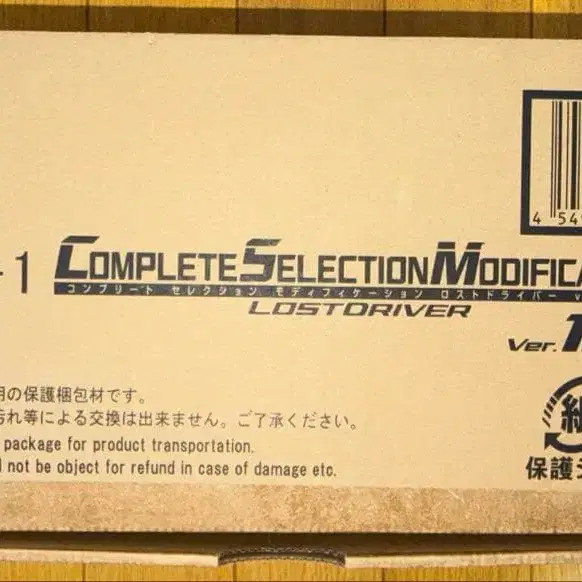 4 549
-1 COMPLETE SELECTION MODIFICA
コンプリート セレクション モディフィケーション ロストドライバー v
LOSTDRIVER
Ver. 1
用の保護梱包材です。
汚れ等による交換は出来ません。ご了承ください。
package for product transportation.
not be object for refund in case of damage etc.
紙
保護シ